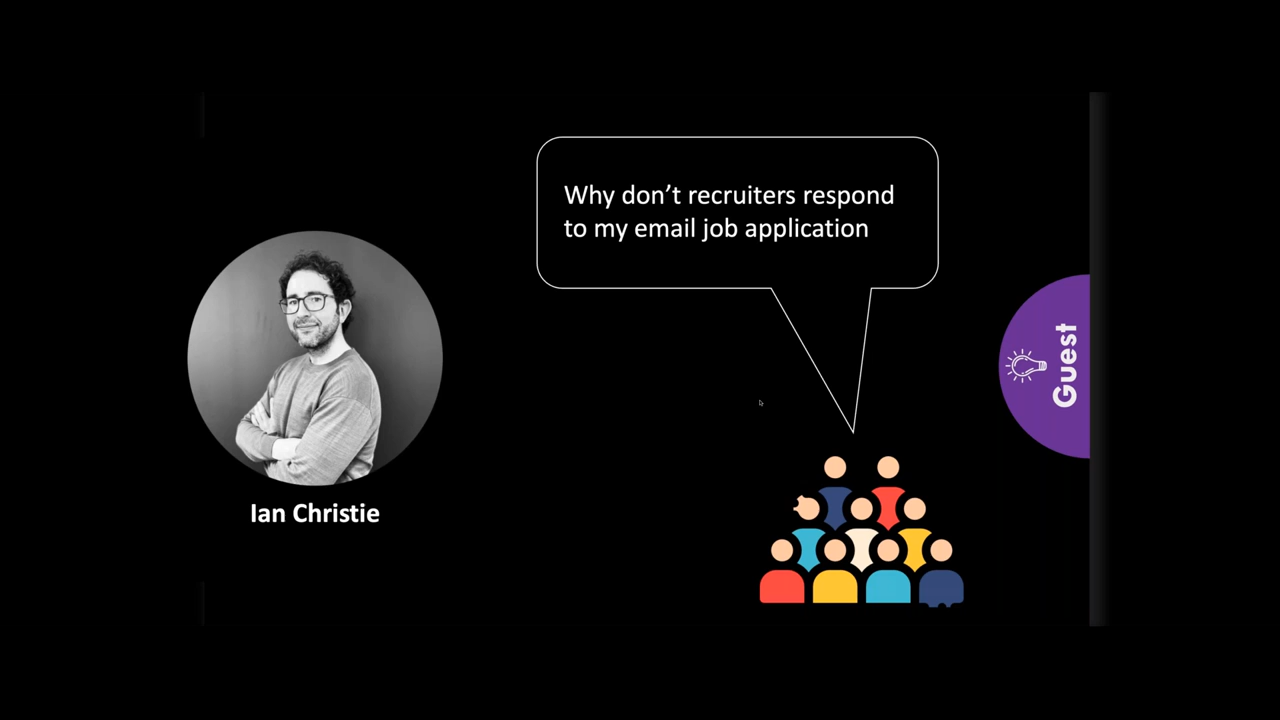 Why don’t recruiters respond
to my email job application
Guest
Ian Christie